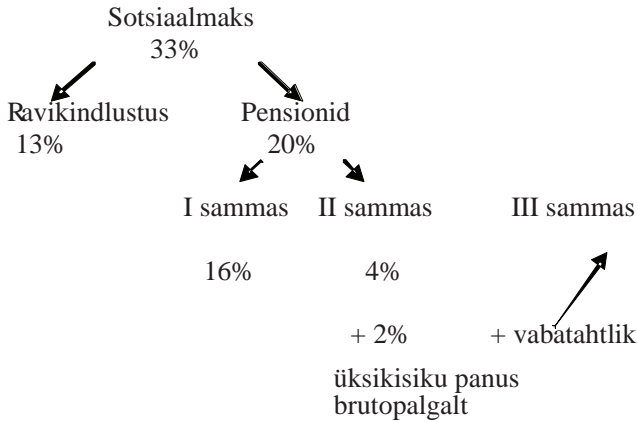 Sotsiaalmaks
33%
Ravikindlustus
13%
Pensionid
20%
I sammas
II sammas
III sammas
16%
4%
+ 2%
+ vabatahtlik
üksikisiku panus
brutopalgalt